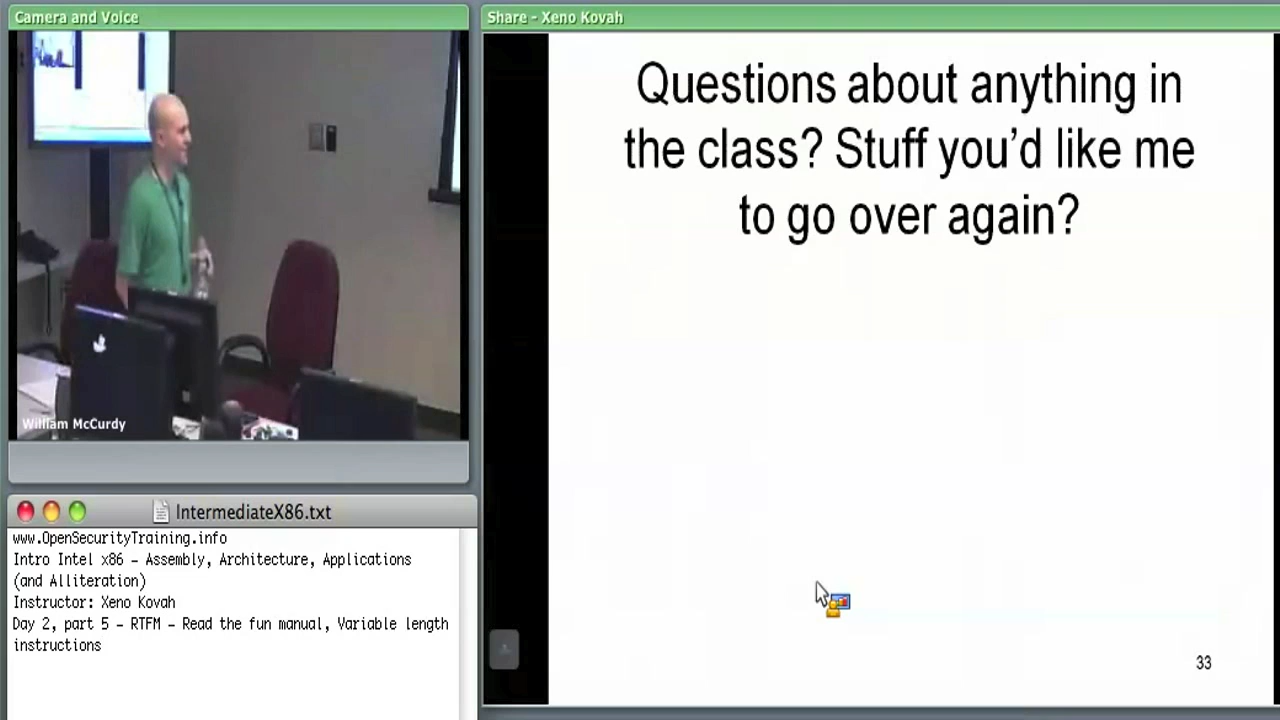 Camera and Voice
William McCurdy
Share - Xeno Kovah
Questions about anything in
the class? Stuff you’d like me
to go over again?
33
IntermediateX86.txt
www.OpenSecurityTraining.info
Intro Intel x86 – Assembly, Architecture, Applications
(and Alliteration)
Instructor: Xeno Kovah
Day 2, part 5 – RTFM – Read the fun manual, Variable length
instructions